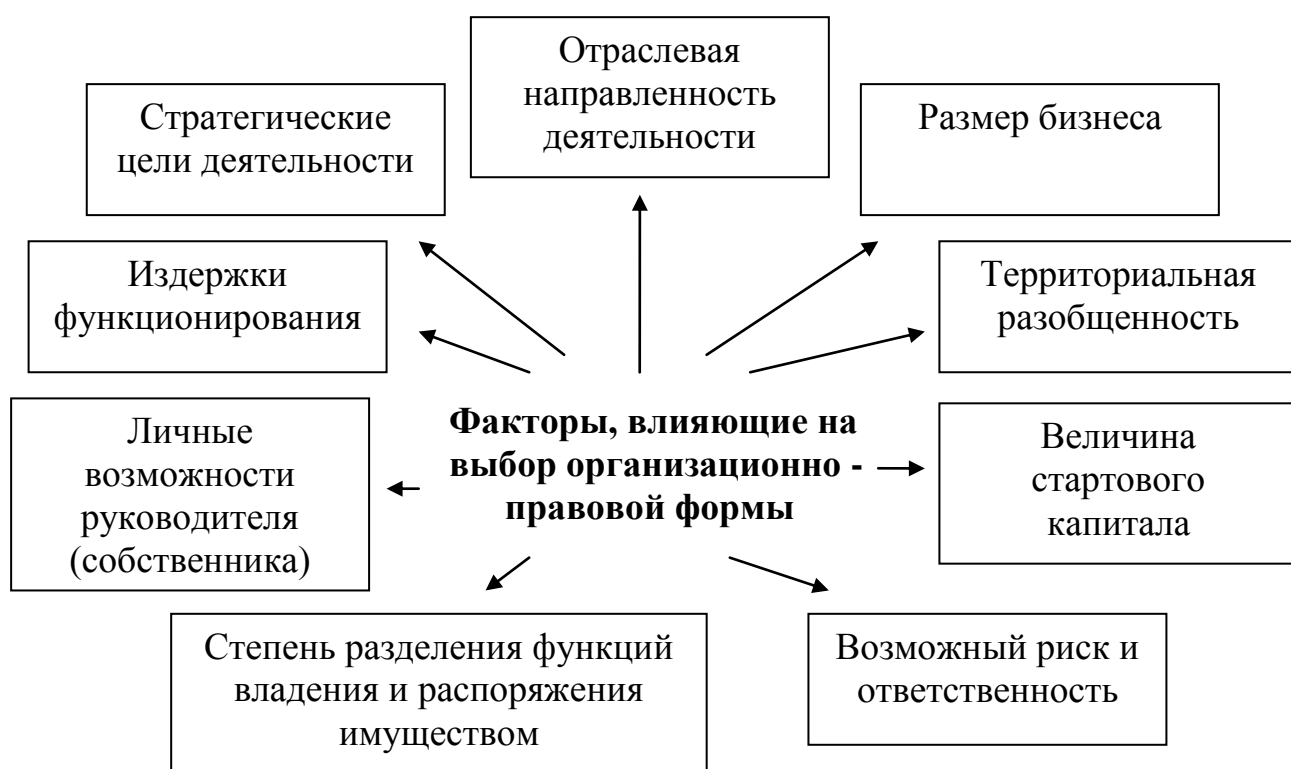 Отраслевая
направленность
деятельности
Стратегические
цели деятельности
Размер бизнеса
Издержки
функционирования
Территориальная
разобщенность
Факторы, влияющие на
выбор организационно -
правовой формы
Личные
возможности
руководителя
(собственника)
Величина
стартового
капитала
Степень разделения функций
владения и распоряжения
имуществом
Возможный риск и
ответственность